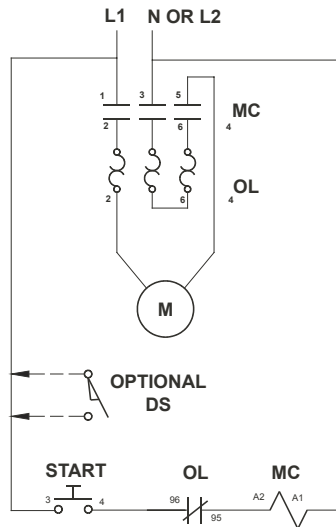 L1 N OR L2
1 3 5
MC
2 6 4
OL
2 6 4
M
OPTIONAL
DS
START OL MC
3 4 96 95 A2 A1